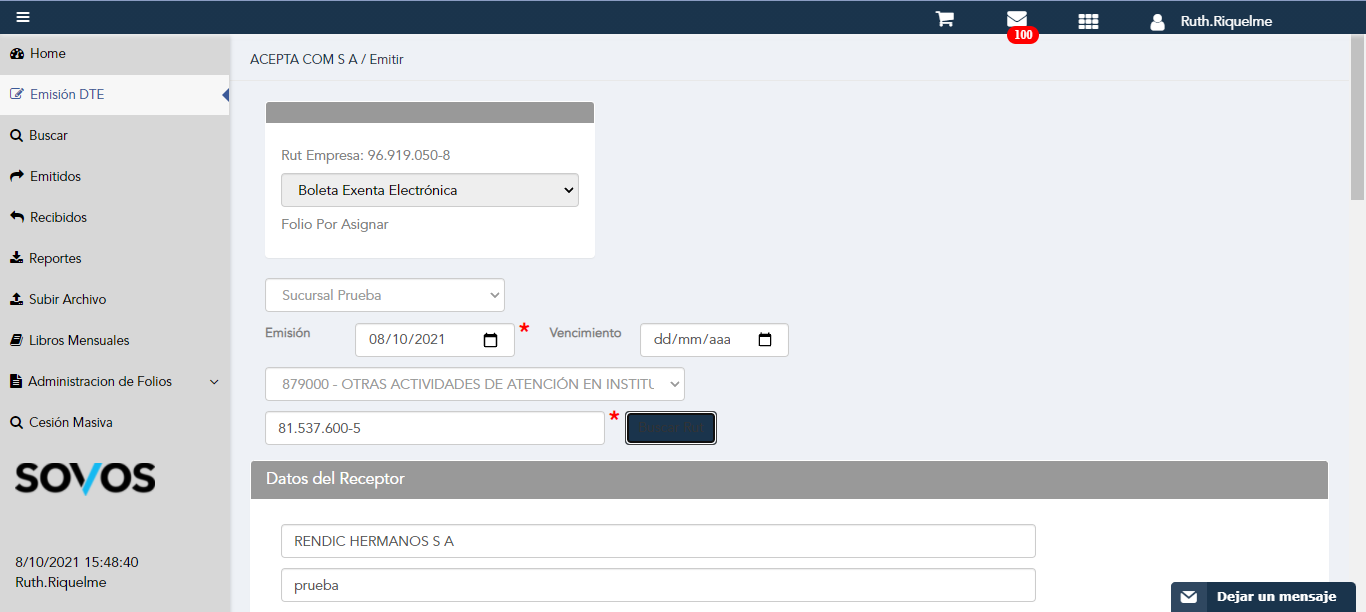 Ruth.Riquelme
100
Home
ACEPTA COM S A / Emitir
Emisión DTE
Buscar
Rut Empresa: 96.919.050-8
Emitidos
Boleta Exenta Electrónica
Recibidos
Folio Por Asignar
Reportes
Subir Archivo
Sucursal Prueba
Emisión
08/10/2021
*
Vencimiento
dd/mm/aaa
Libros Mensuales
Administracion de Folios
879000 - OTRAS ACTIVIDADES DE ATENCIÓN EN INSTITU
Cesión Masiva
81.537.600-5
*
SOVOS
Datos del Receptor
RENDIC HERMANOS S A
prueba
8/10/2021 15:48:40
Ruth.Riquelme
Dejar un mensaje